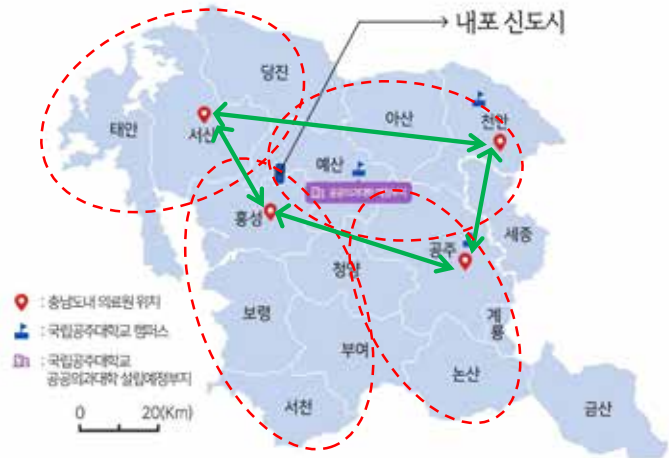 내포 신도시
당진
아산
천안
태안
서산
예산
홍성
공주
세종
청양
보령
계룡
부여
논산
서천
금산
: 충남도내 의료원 위치
: 국립공주대학교 캠퍼스
: 국립공주대학교
공공의과대학 설립예정부지
0 20(Km)